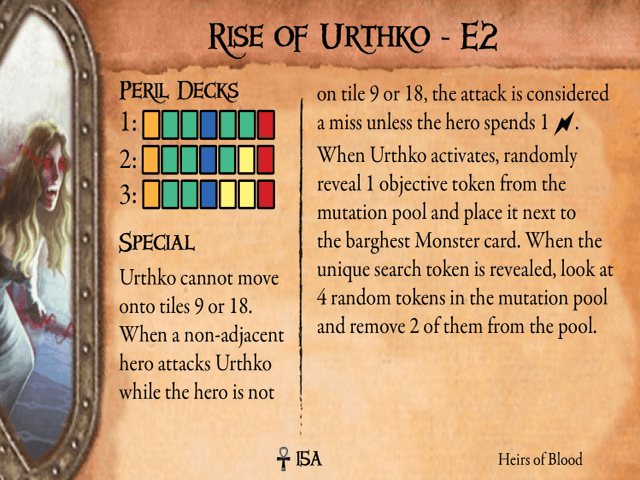 Rise of Urthko - E2
Peril Decks
1:
2:
3:
Special
Urthko cannot move
onto tiles 9 or 18.
When a non-adjacent
hero attacks Urthko
while the hero is not
on tile 9 or 18, the attack is considered
a miss unless the hero spends 1 .
When Urthko activates, randomly
reveal 1 objective token from the
mutation pool and place it next to
the barghest Monster card. When the
unique search token is revealed, look at
4 random tokens in the mutation pool
and remove 2 of them from the pool.
15A
Heirs of Blood